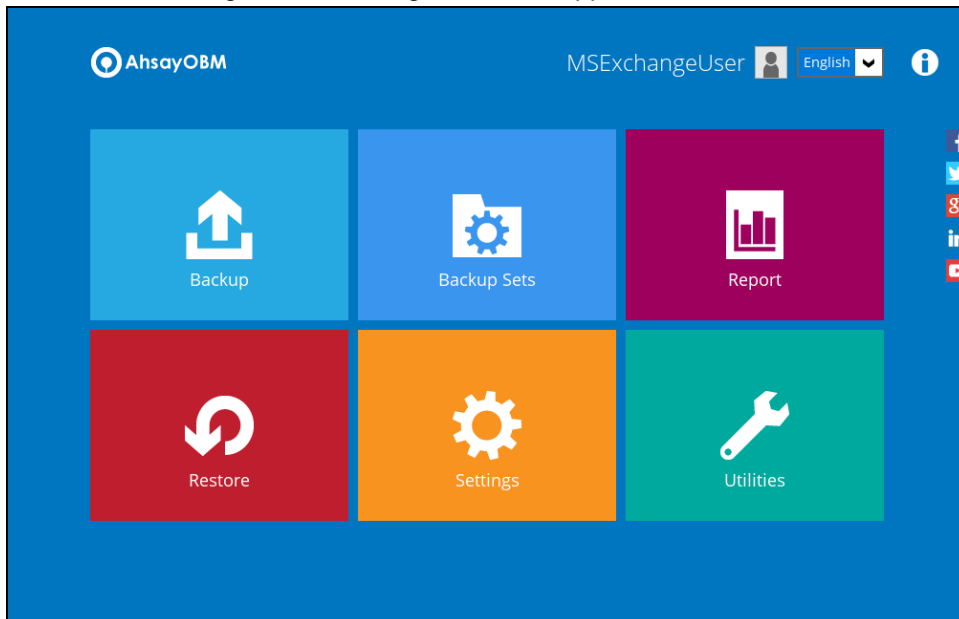 AhsayOBM
MSExchangeUser
English
Backup
Backup Sets
Report
Restore
Settings
Utilities